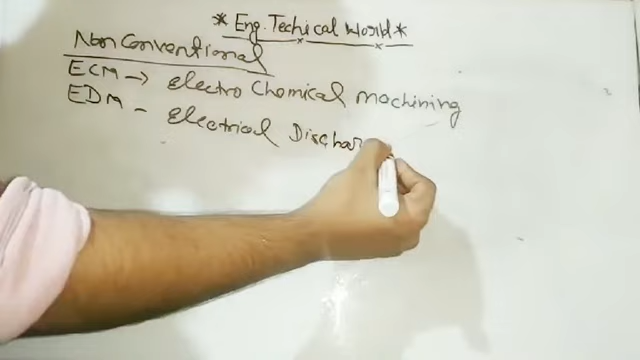 * Eng. Techical World *
Non Conventional
ECM → Electro Chemical Machining
EDM - Electrical Dischar